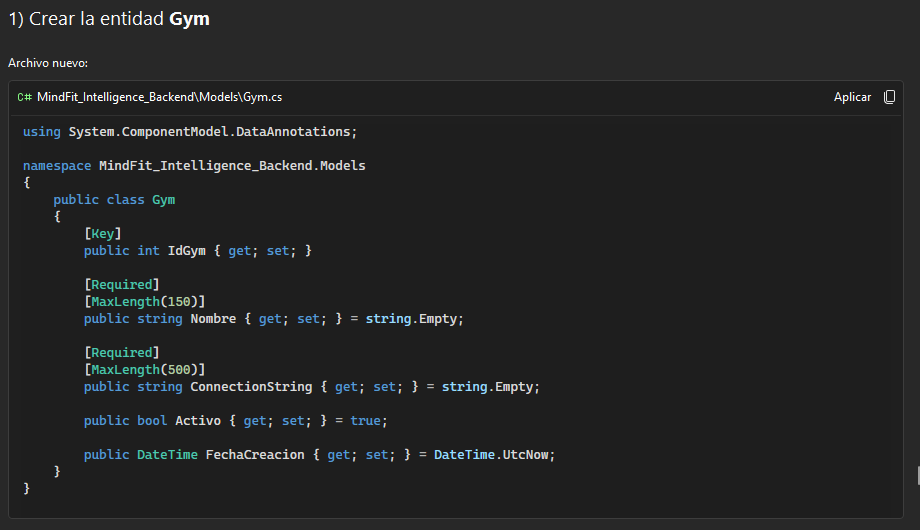 1) Crear la entidad Gym
Archivo nuevo:
C# MindFit_Intelligence_Backend\Models\Gym.cs
Aplicar
using System.ComponentModel.DataAnnotations;
namespace MindFit_Intelligence_Backend.Models
{
    public class Gym
    {
        [Key]
        public int IdGym { get; set; }
        [Required]
        [MaxLength(150)]
        public string Nombre { get; set; } = string.Empty;
        [Required]
        [MaxLength(500)]
        public string ConnectionString { get; set; } = string.Empty;
        public bool Activo { get; set; } = true;
        public DateTime FechaCreacion { get; set; } = DateTime.UtcNow;
    }
}